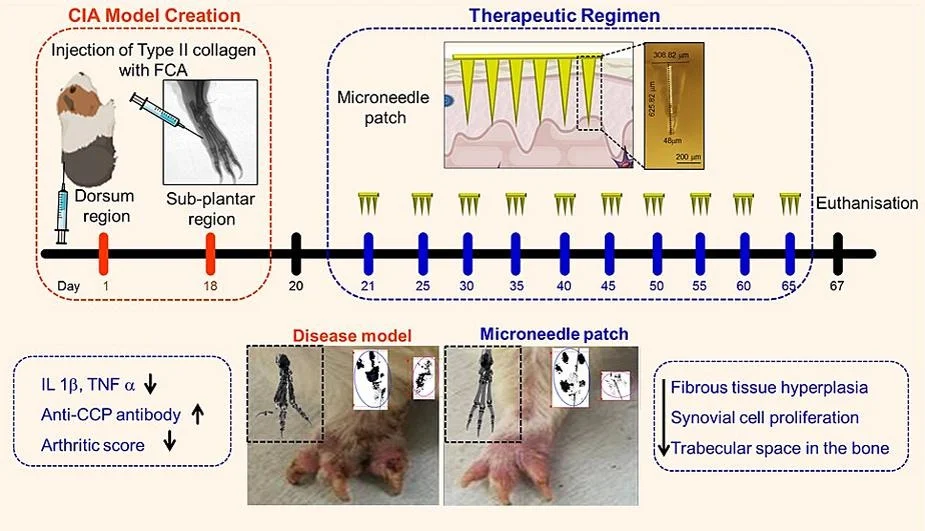 CIA Model Creation
Injection of Type II collagen
with FCA
Dorsum
region
Sub-plantar
region
Therapeutic Regimen
Microneedle
patch
308.82 µm
625.82 µm
48µm
200 µm
Euthanisation
Day 1 18 20 21 25 30 35 40 45 50 55 60 65 67
Disease model
Microneedle patch
IL 1β, TNF α ↓
Anti-CCP antibody ↑
Arthritic score ↓
Fibrous tissue hyperplasia
Synovial cell proliferation
Trabecular space in the bone